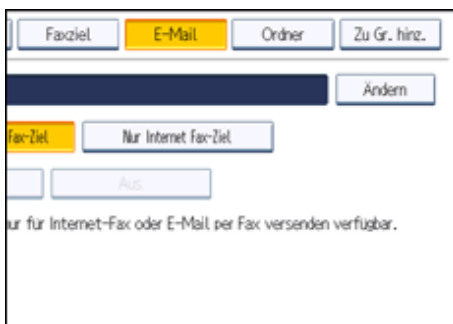 Faxziel E-Mail Ordner Zu Gr. hinz.
Ändern
Fax-Ziel Nur Internet Fax-Ziel
Aus
ur für Internet-Fax oder E-Mail per Fax versenden verfügbar.